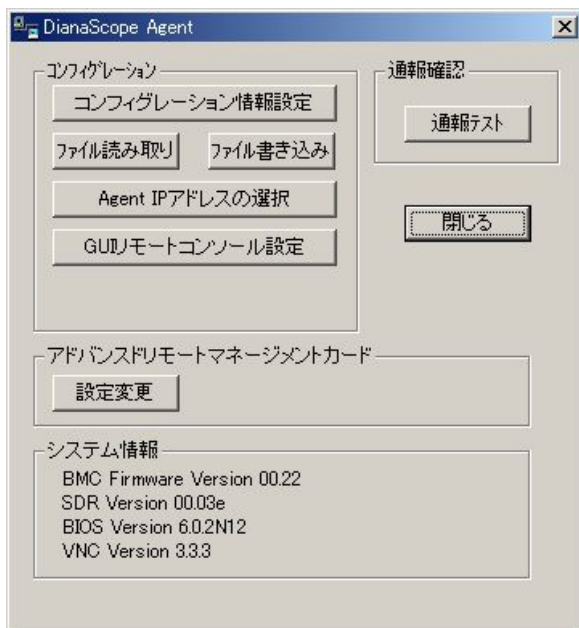 DianaScope Agent
コンフィグレーション
コンフィグレーション情報設定
ファイル読み取り ファイル書き込み
Agent IPアドレスの選択
GUIリモートコンソール設定
通報確認
通報テスト
閉じる
アドバンスドリモートマネージメントカード
設定変更
システム情報
BMC Firmware Version 00.22
SDR Version 00.03e
BIOS Version 6.0.2N12
VNC Version 3.3.3